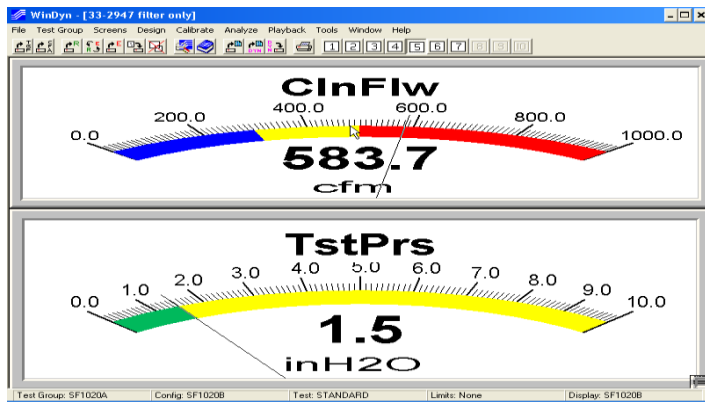 WinDyn - [33-2947 filter only]
File Test Group Screens Design Calibrate Analyze Playback Tools Window Help
1 2 3 4 5 6 7 8 9 10
ClnFlw
0.0 200.0 400.0 600.0 800.0 1000.0
583.7
cfm
TstPrs
0.0 1.0 2.0 3.0 4.0 5.0 6.0 7.0 8.0 9.0 10.0
1.5
inH2O
Test Group: SF1020A Config: SF1020B Test: STANDARD Limits: None Display: SF1020B